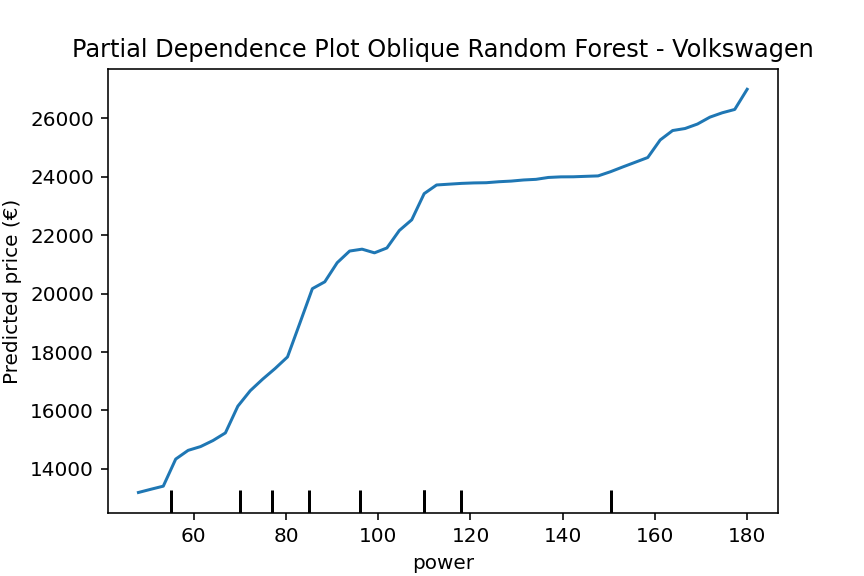 Partial Dependence Plot Oblique Random Forest - Volkswagen
Predicted price (€)
26000
24000
22000
20000
18000
16000
14000
60 80 100 120 140 160 180
power